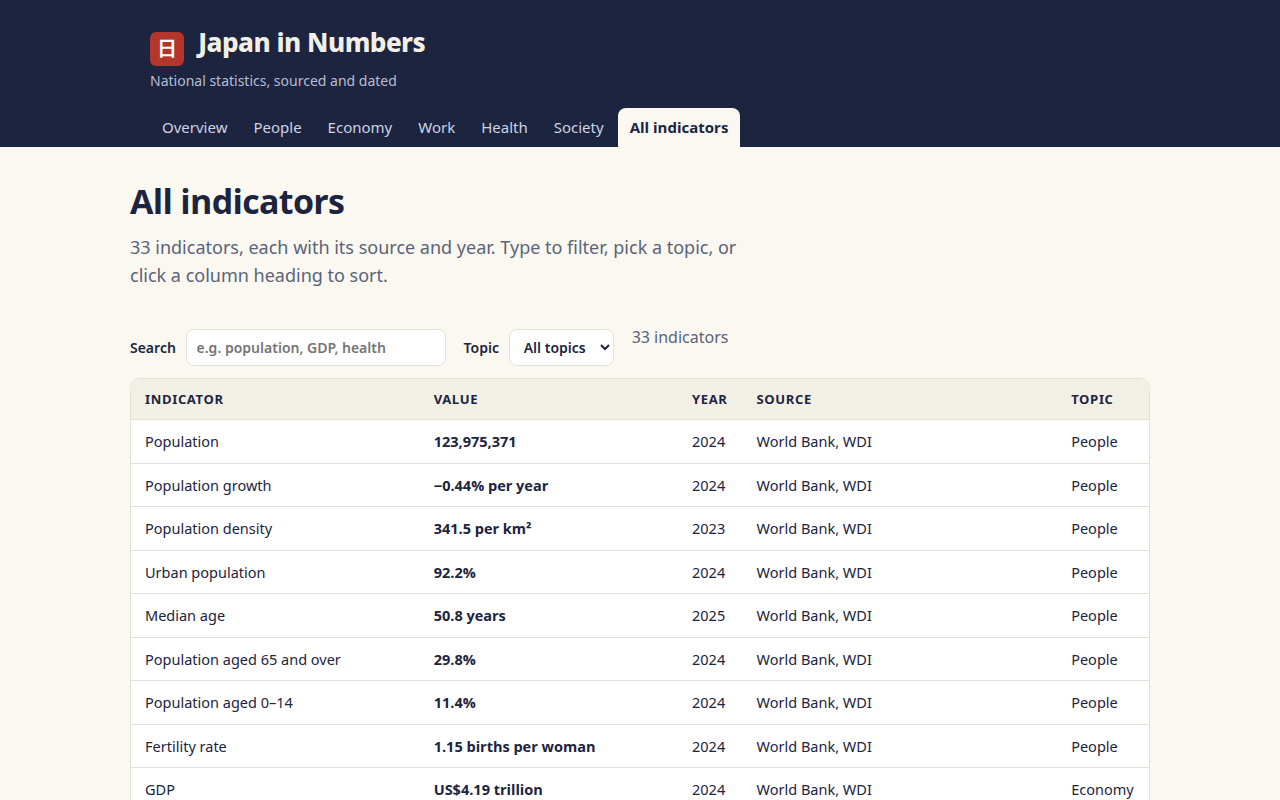 日 Japan in Numbers
National statistics, sourced and dated
Overview People Economy Work Health Society All indicators
All indicators
33 indicators, each with its source and year. Type to filter, pick a topic, or
click a column heading to sort.
Search e.g. population, GDP, health Topic All topics 33 indicators
INDICATOR VALUE YEAR SOURCE TOPIC
Population 123,975,371 2024 World Bank, WDI People
Population growth −0.44% per year 2024 World Bank, WDI People
Population density 341.5 per km² 2023 World Bank, WDI People
Urban population 92.2% 2024 World Bank, WDI People
Median age 50.8 years 2025 World Bank, WDI People
Population aged 65 and over 29.8% 2024 World Bank, WDI People
Population aged 0–14 11.4% 2024 World Bank, WDI People
Fertility rate 1.15 births per woman 2024 World Bank, WDI People
GDP US$4.19 trillion 2024 World Bank, WDI Economy